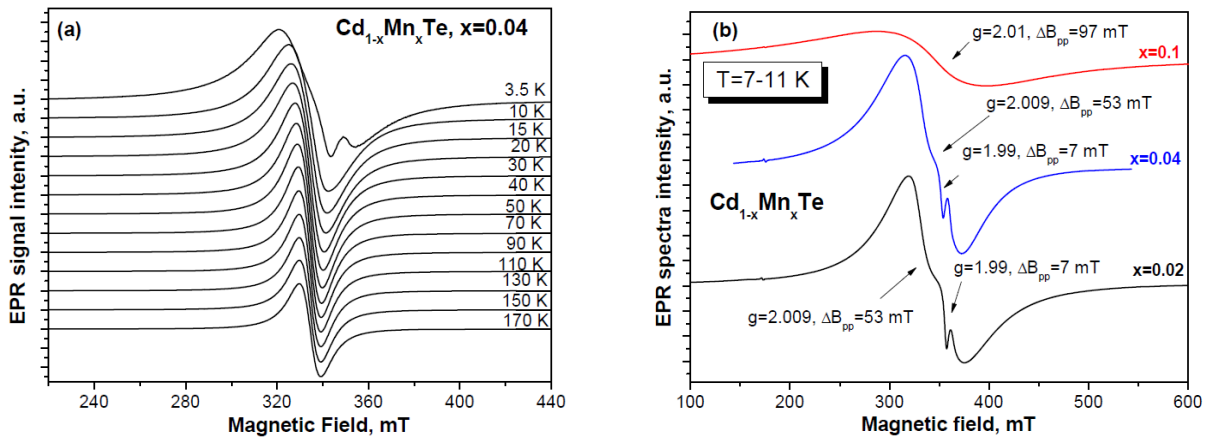 (a)
Cd1-xMnxTe, x=0.04
3.5 K
10 K
15 K
20 K
30 K
40 K
50 K
70 K
90 K
110 K
130 K
150 K
170 K
EPR signal intenity, a.u.
240 280 320 360 400 440
Magnetic Field, mT
(b)
g=2.01, ΔBpp=97 mT
x=0.1
T=7-11 K
g=2.009, ΔBpp=53 mT
g=1.99, ΔBpp=7 mT
x=0.04
Cd1-xMnxTe
g=1.99, ΔBpp=7 mT
x=0.02
g=2.009, ΔBpp=53 mT
EPR spectra intensity, a.u.
100 200 300 400 500 600
Magnetic field, mT